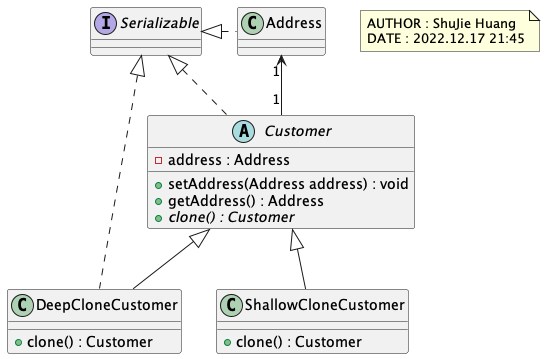 I Serializable
C Address
AUTHOR : ShuJie Huang
DATE : 2022.12.17 21:45
1
1
A Customer
address : Address
setAddress(Address address) : void
getAddress() : Address
clone() : Customer
C DeepCloneCustomer
clone() : Customer
C ShallowCloneCustomer
clone() : Customer